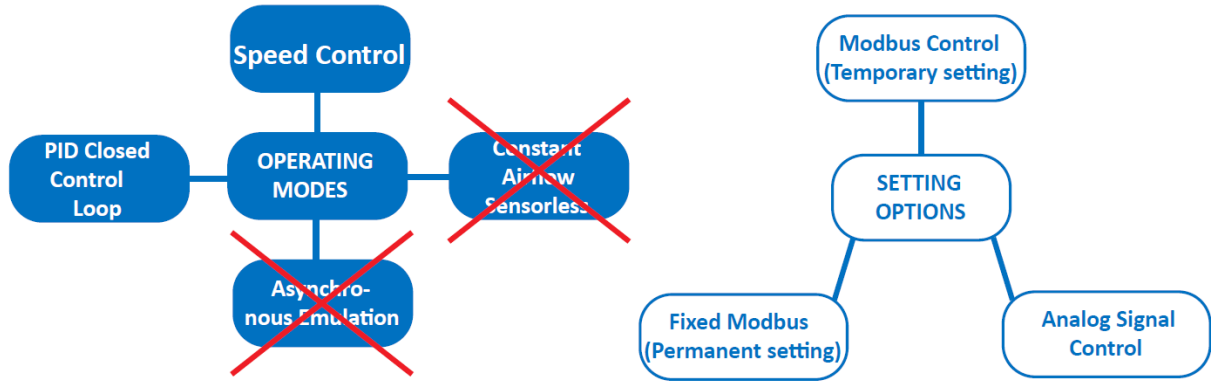 Speed Control
PID Closed
Control
Loop
OPERATING
MODES
Constant
Airflow
Sensorless
Asynchro-
nous Emulation
Modbus Control
(Temporary setting)
SETTING
OPTIONS
Fixed Modbus
(Permanent setting)
Analog Signal
Control